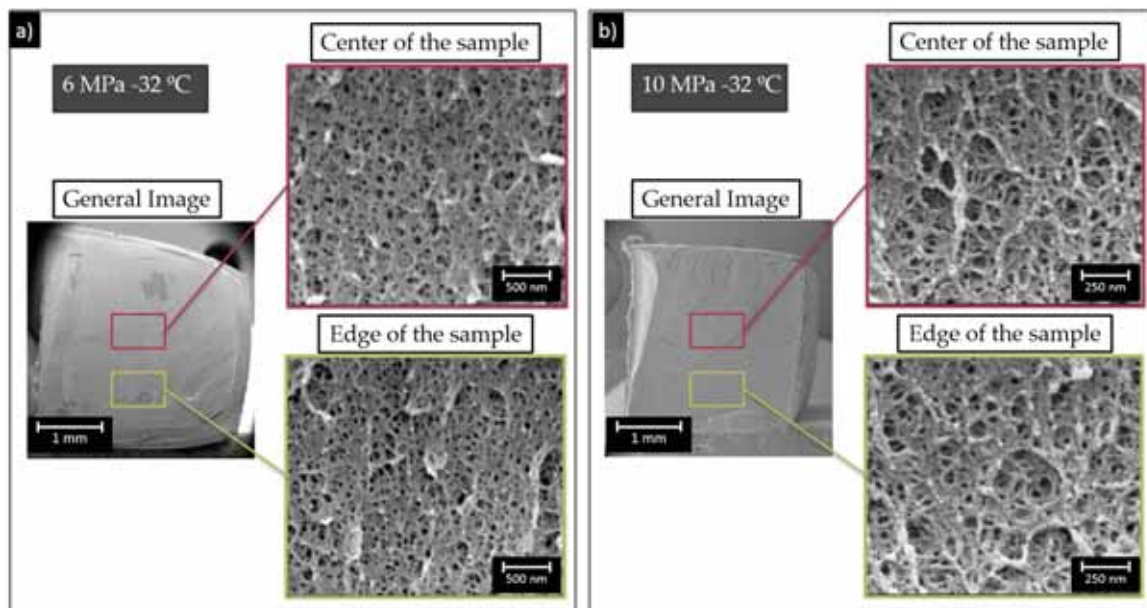 a)
Center of the sample
6 MPa -32 ºC
500 nm
General Image
1 mm
Edge of the sample
500 nm
b)
Center of the sample
10 MPa -32 ºC
250 nm
General Image
1 mm
Edge of the sample
250 nm